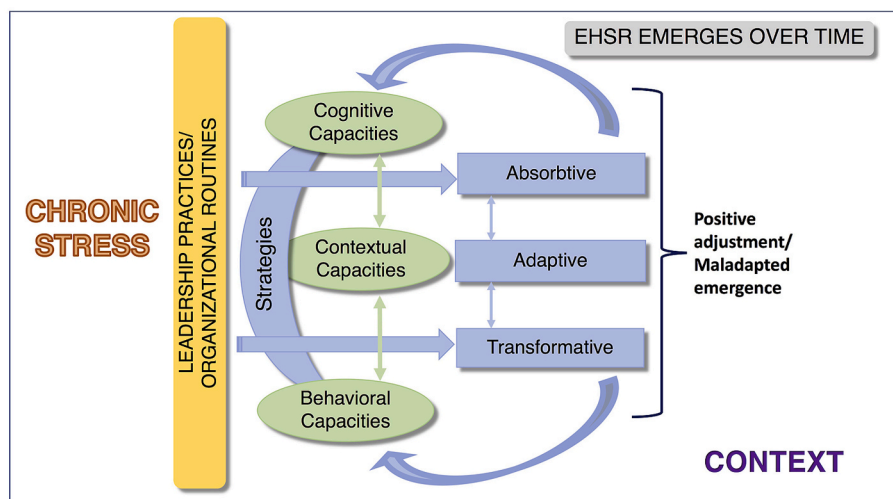 EHSR EMERGES OVER TIME
CHRONIC
STRESS
LEADERSHIP PRACTICES/
ORGANIZATIONAL ROUTINES
Strategies
Cognitive
Capacities
Contextual
Capacities
Behavioral
Capacities
Absorbtive
Adaptive
Transformative
Positive
adjustment/
Maladapted
emergence
CONTEXT